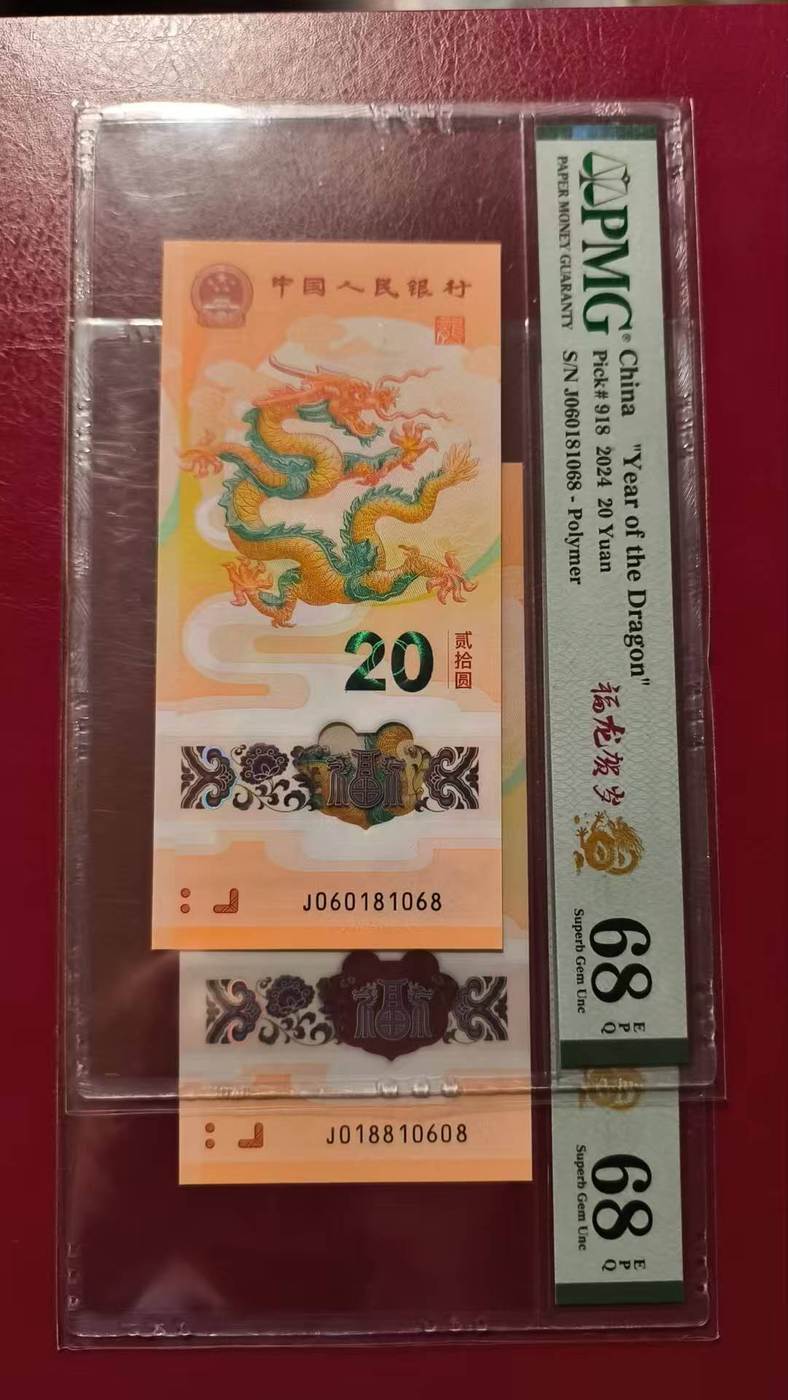 中国人民银行
20
贰拾圆
J060181068
J018810608
PMG®
PAPER MONEY GUARANTY
China "Year of the Dragon"
Pick# 918 2024 20 Yuan
S/N J060181068 - Polymer
福龙贺岁
68
EPQ
Superb Gem Unc
68
EPQ
Superb Gem Unc